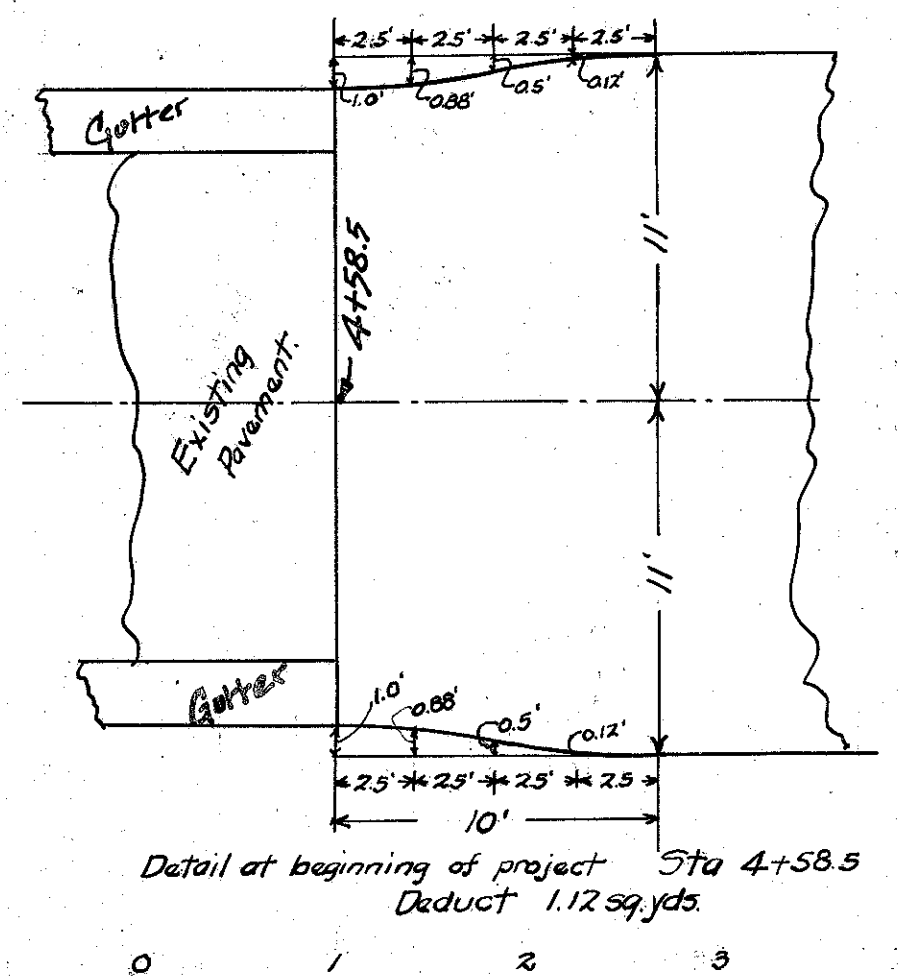 2.5' 2.5' 2.5' 2.5'
1.0' 0.88' 0.5' 0.12'
Gutter
11'
4+58.5
Existing
Pavement.
11'
Gutter
1.0' 0.88' 0.5' 0.12'
2.5' 2.5' 2.5' 2.5
10'
Detail at beginning of project Sta 4+58.5
Deduct 1.12 sq.yds.
0 1 2 3